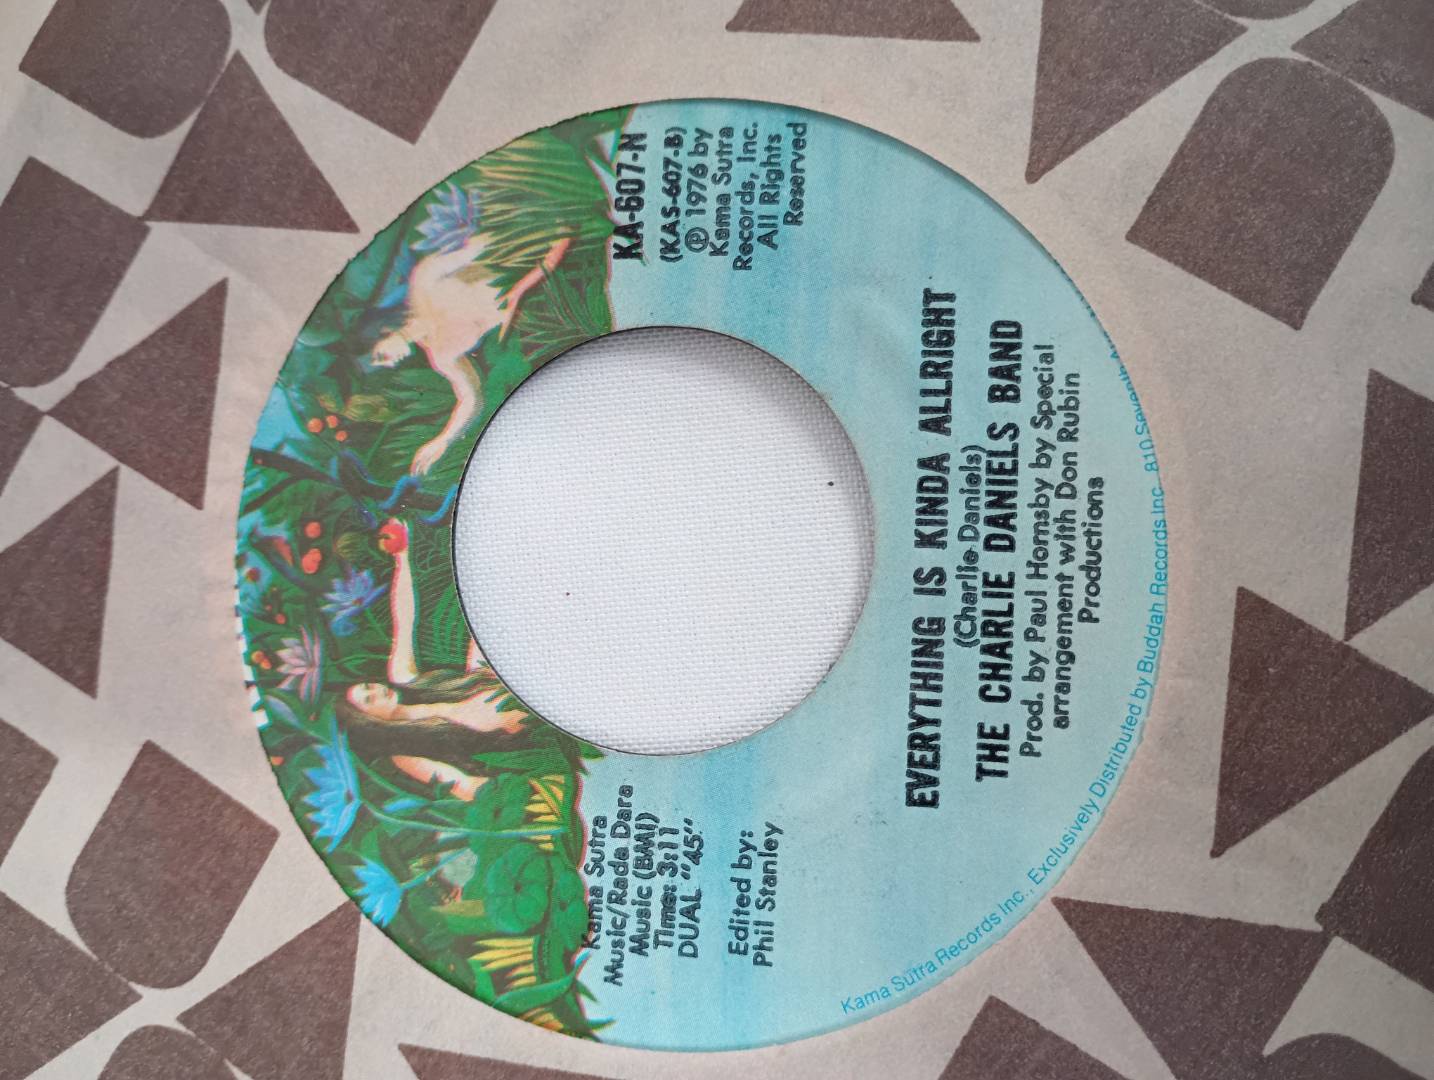 Kama Sutra
Music/Rada Dara
Music (BMI)
Time: 3:11
DUAL "45"
Edited by:
Phil Stanley
KA-607-N
(KAS-607-B)
℗ 1976 by
Kama Sutra
Records, Inc.
All Rights
Reserved
EVERYTHING IS KINDA ALLRIGHT
(Charlie Daniels)
THE CHARLIE DANIELS BAND
Prod. by Paul Hornsby by Special
arrangement with Don Rubin
Productions
Kama Sutra Records Inc., Exclusively Distributed by Buddah Records Inc. 810 Seventh